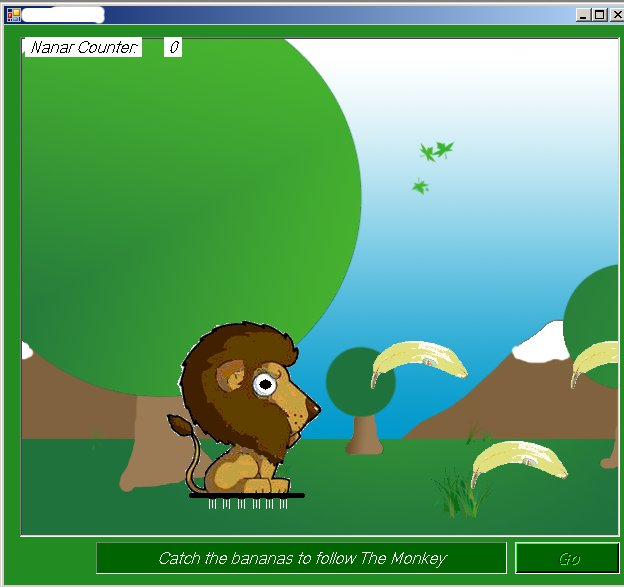 Nanar Counter: 0
Catch the bananas to follow The Monkey
Go